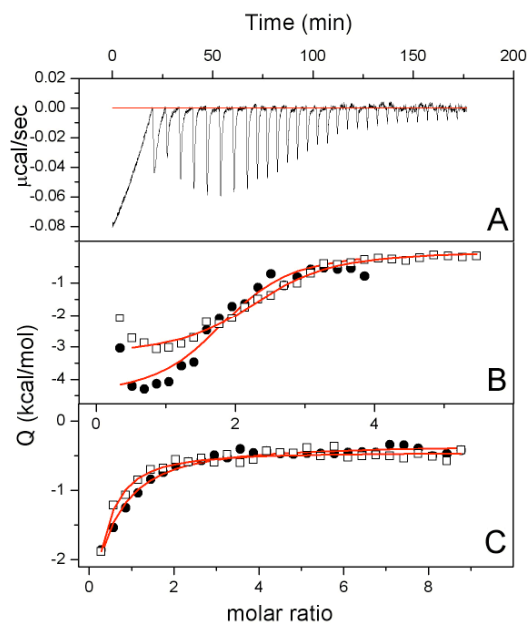 Time (min)
0 50 100 150 200
0.02
0.00
-0.02
-0.04
-0.06
-0.08
μcal/sec
A
-1
-2
-3
-4
B
0 2 4
Q (kcal/mol)
0
-1
-2
C
0 2 4 6 8
molar ratio